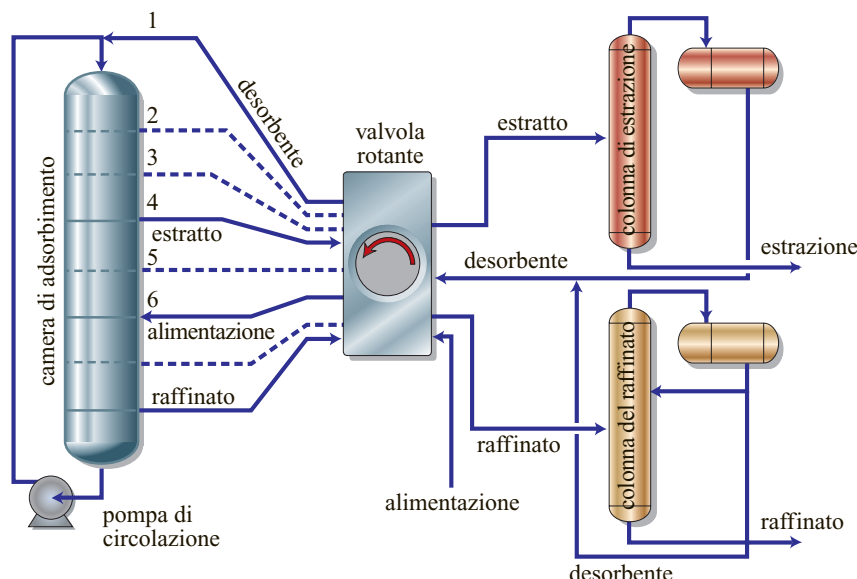 1
desorbente
2
3
4
estratto
5
6
alimentazione
raffinato
camera di adsorbimento
pompa di
circolazione
valvola
rotante
estratto
colonna di estrazione
estrazione
desorbente
raffinato
alimentazione
colonna del raffinato
raffinato
desorbente